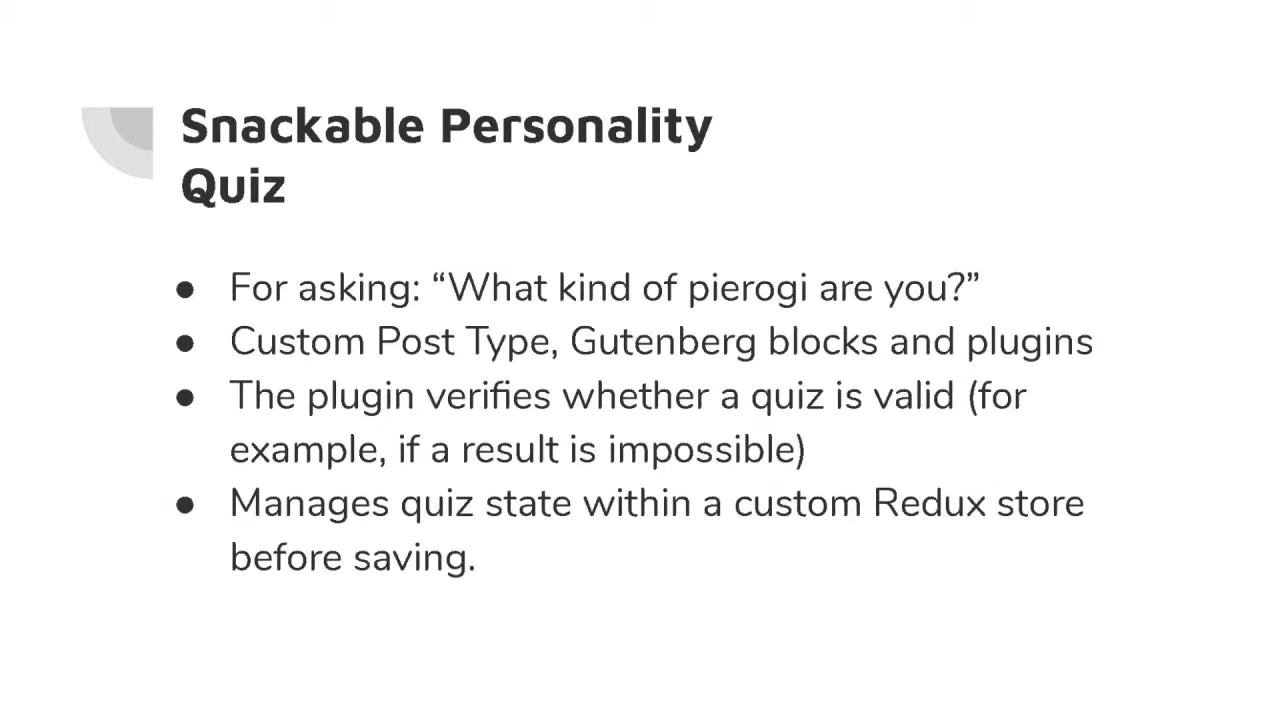 Snackable Personality
Quiz
● For asking: “What kind of pierogi are you?”
● Custom Post Type, Gutenberg blocks and plugins
● The plugin verifies whether a quiz is valid (for
example, if a result is impossible)
● Manages quiz state within a custom Redux store
before saving.